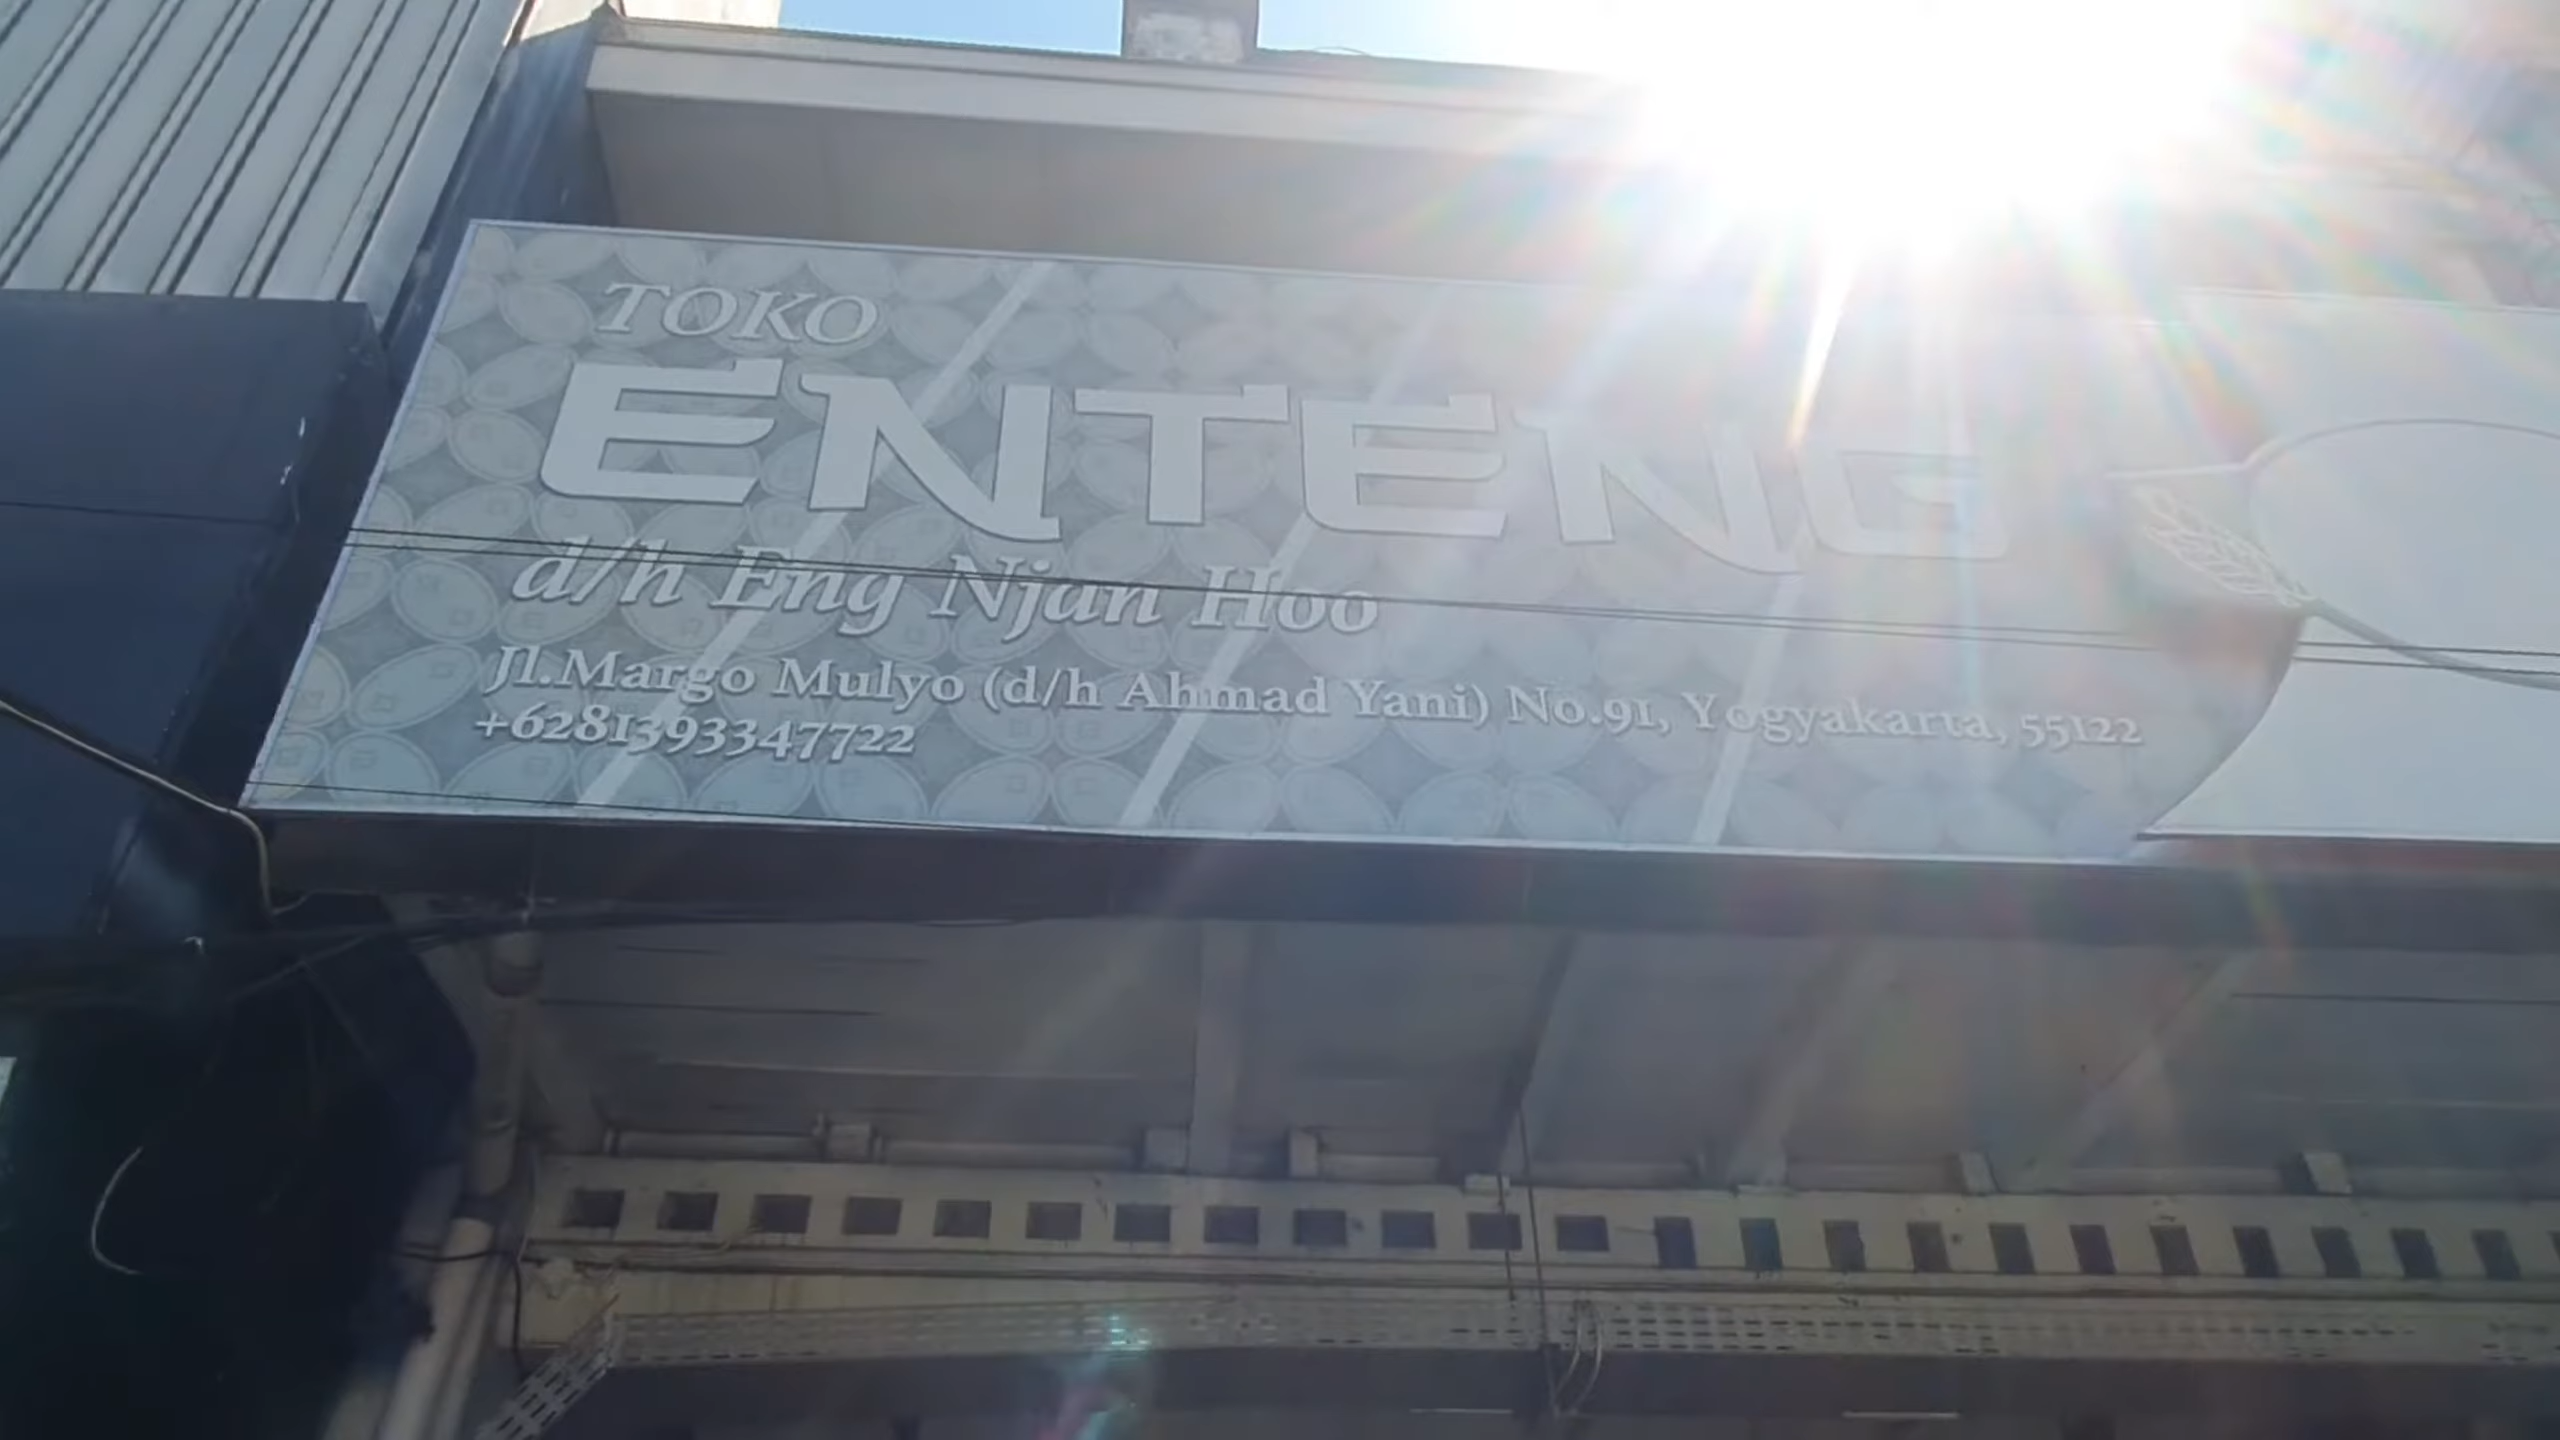 TOKO
ENTENG
d/h Eng Njan Hoo
Jl.Margo Mulyo (d/h Ahmad Yani) No.91, Yogyakarta, 55122
+6281393347722